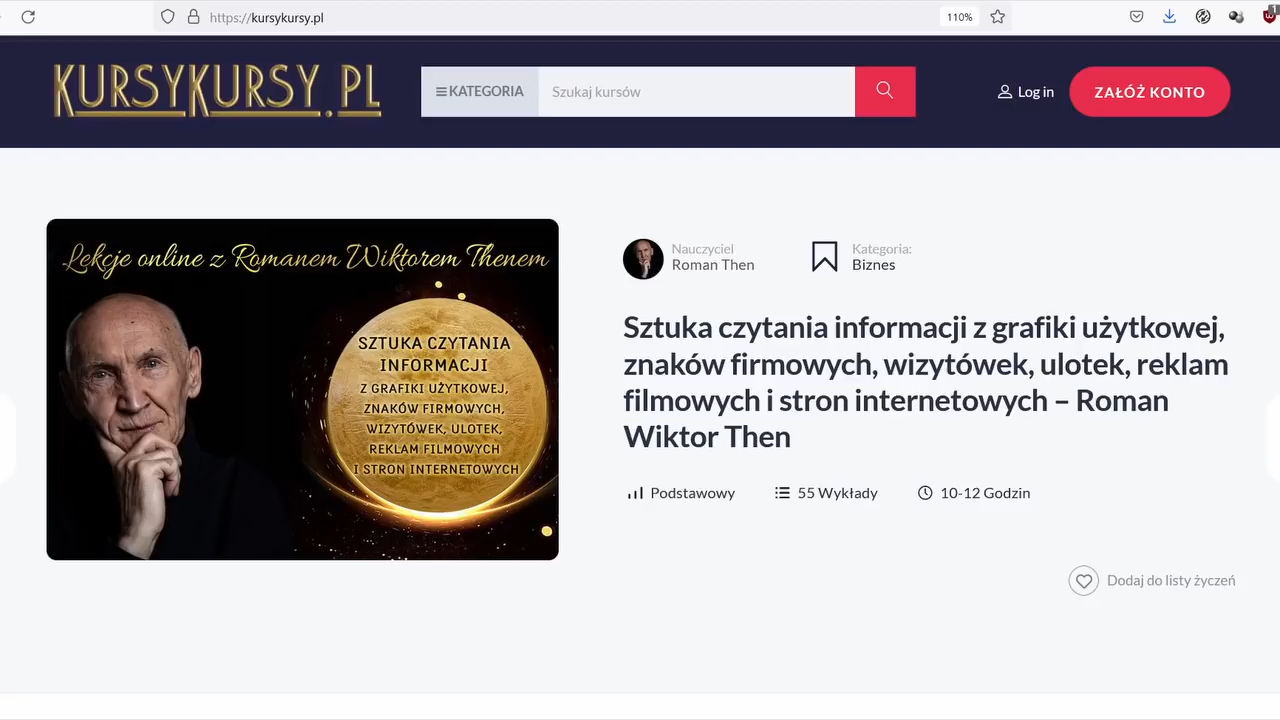 https://kursykursy.pl
110%
1
KURSYKURSY.PL
KATEGORIA
Szukaj kursów
Log in
ZAŁÓŻ KONTO
Lekcje online z Romanem Wiktorem Thenem
SZTUKA CZYTANIA
INFORMACJI
Z GRAFIKI UŻYTKOWEJ,
ZNAKÓW FIRMOWYCH,
WIZYTÓWEK, ULOTEK,
REKLAM FILMOWYCH
I STRON INTERNETOWYCH
Nauczyciel
Roman Then
Kategoria:
Biznes
Sztuka czytania informacji z grafiki użytkowej,
znaków firmowych, wizytówek, ulotek, reklam
filmowych i stron internetowych – Roman
Wiktor Then
Podstawowy
55 Wykłady
10-12 Godzin
Dodaj do listy życzeń